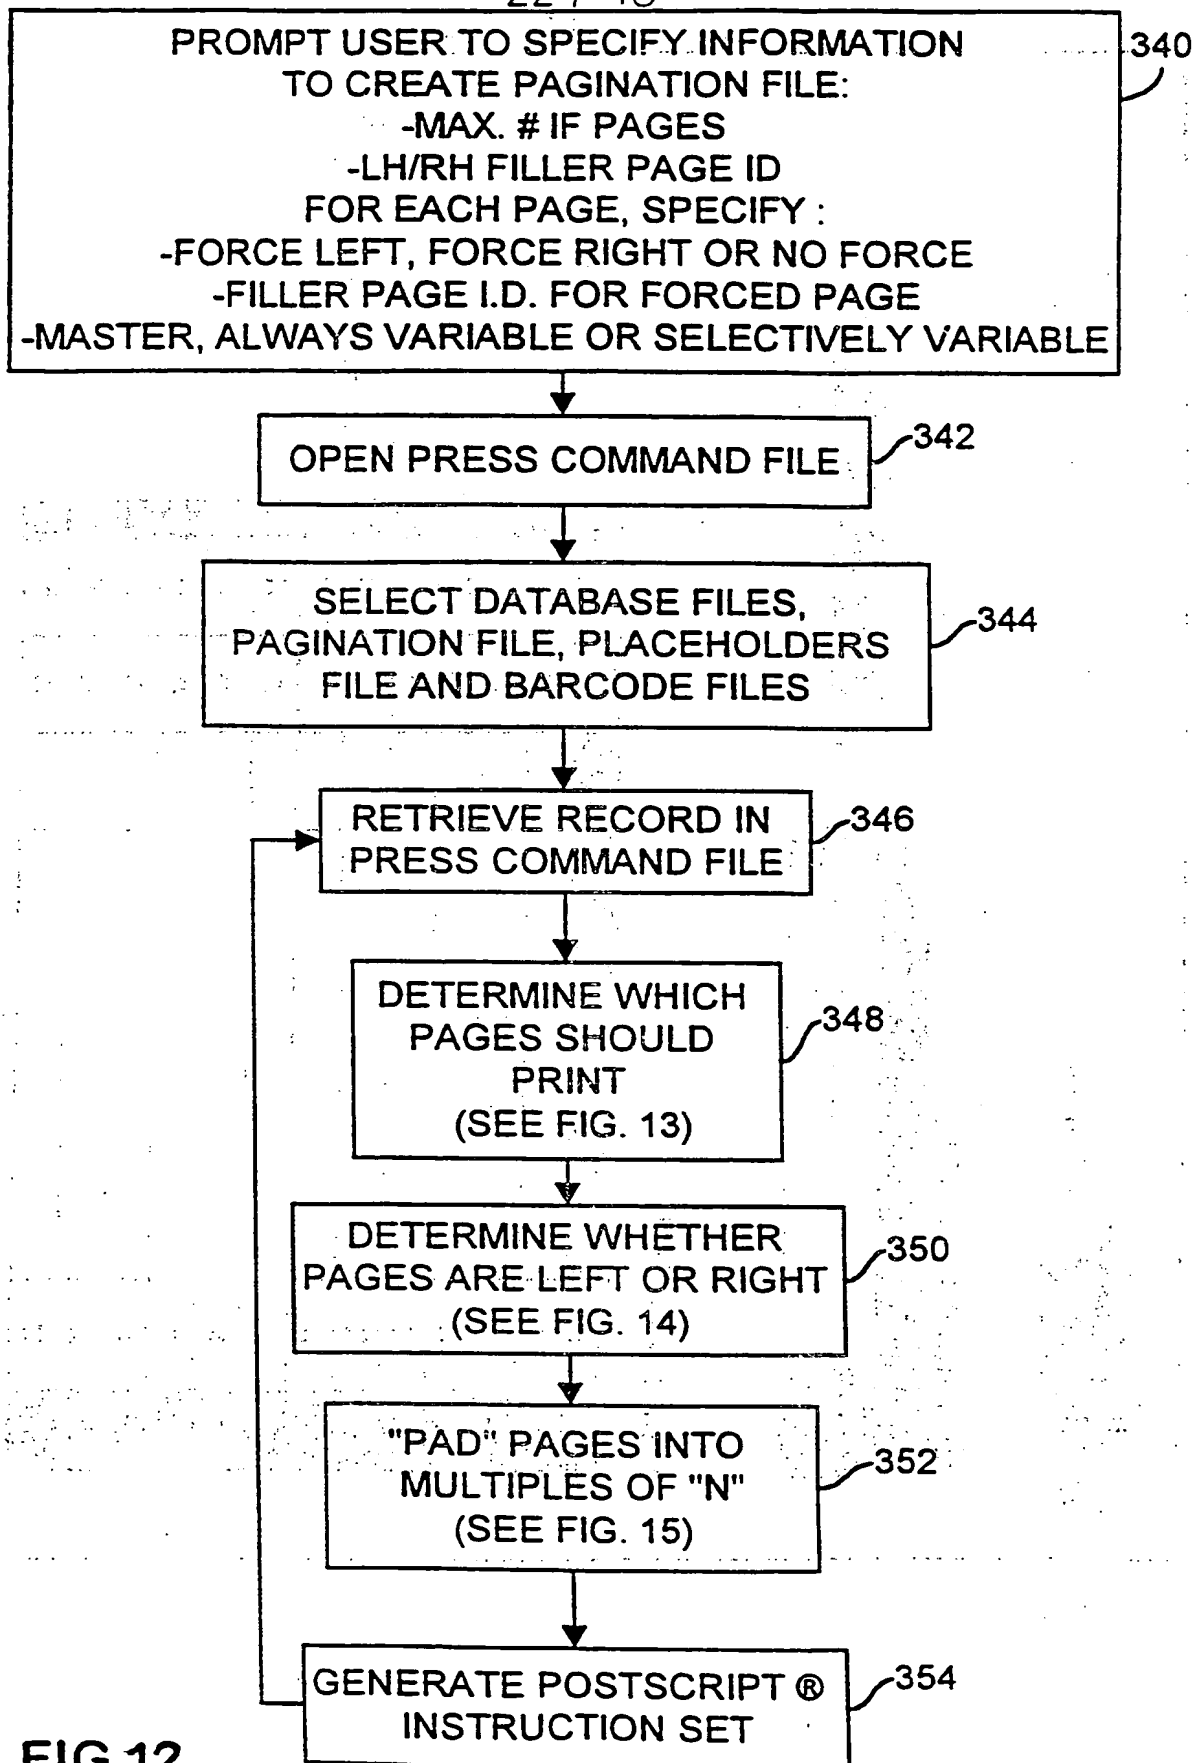 PROMPT USER TO SPECIFY INFORMATION
TO CREATE PAGINATION FILE:
-MAX. # IF PAGES
-LH/RH FILLER PAGE ID
FOR EACH PAGE, SPECIFY :
-FORCE LEFT, FORCE RIGHT OR NO FORCE
-FILLER PAGE I.D. FOR FORCED PAGE
-MASTER, ALWAYS VARIABLE OR SELECTIVELY VARIABLE
340
OPEN PRESS COMMAND FILE
342
SELECT DATABASE FILES,
PAGINATION FILE, PLACEHOLDERS
FILE AND BARCODE FILES
344
RETRIEVE RECORD IN
PRESS COMMAND FILE
346
DETERMINE WHICH
PAGES SHOULD
PRINT
(SEE FIG. 13)
348
DETERMINE WHETHER
PAGES ARE LEFT OR RIGHT
(SEE FIG. 14)
350
"PAD" PAGES INTO
MULTIPLES OF "N"
(SEE FIG. 15)
352
GENERATE POSTSCRIPT ®
INSTRUCTION SET
354
FIG.12